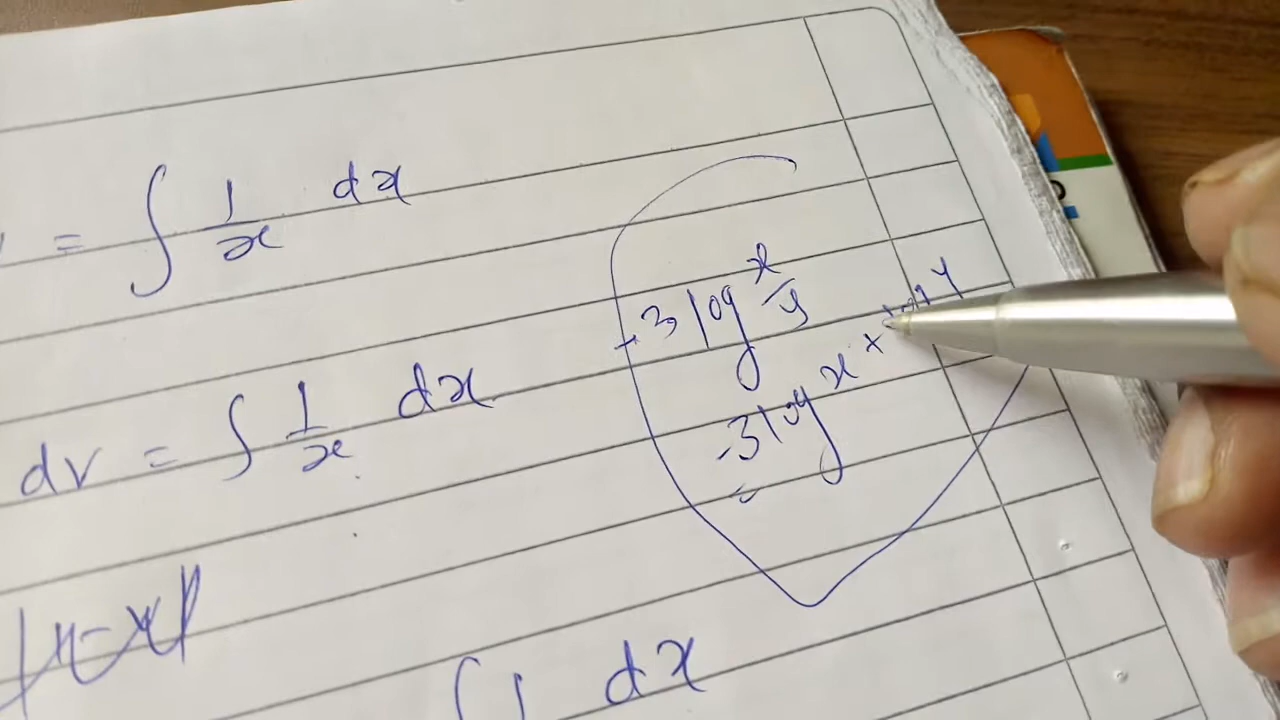 = ∫ 1/x dx
-3 log x/y
-3 log x + log y
dv = ∫ 1/x dx
∫ 1 dx